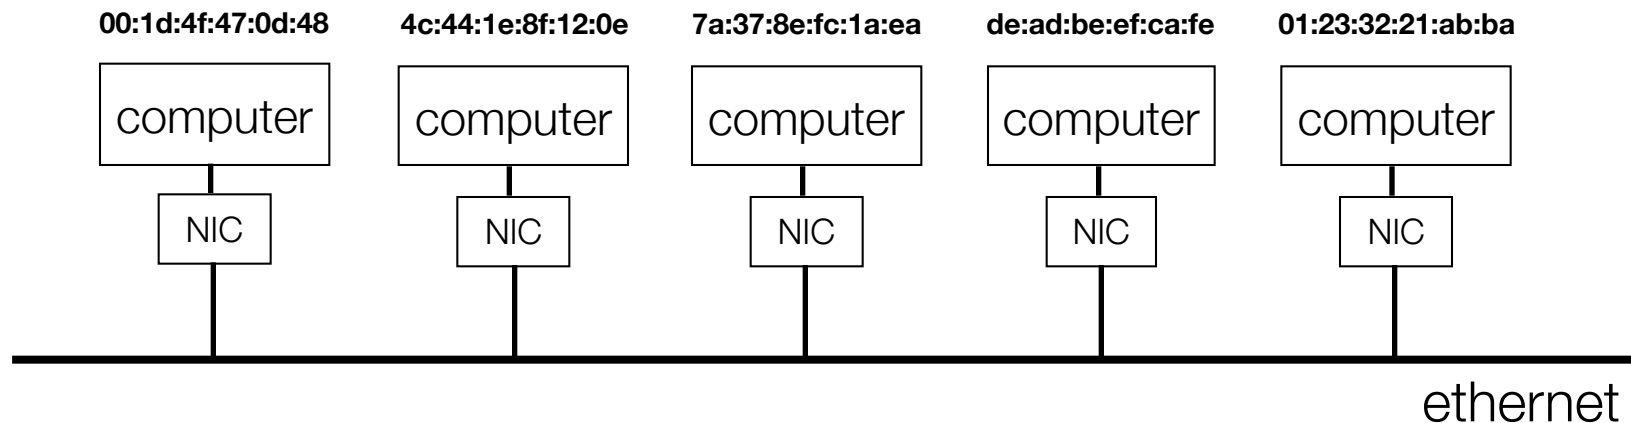 00:1d:4f:47:0d:48 4c:44:1e:8f:12:0e 7a:37:8e:fc:1a:ea de:ad:be:ef:ca:fe 01:23:32:21:ab:ba
computer computer computer computer computer
NIC NIC NIC NIC NIC
ethernet